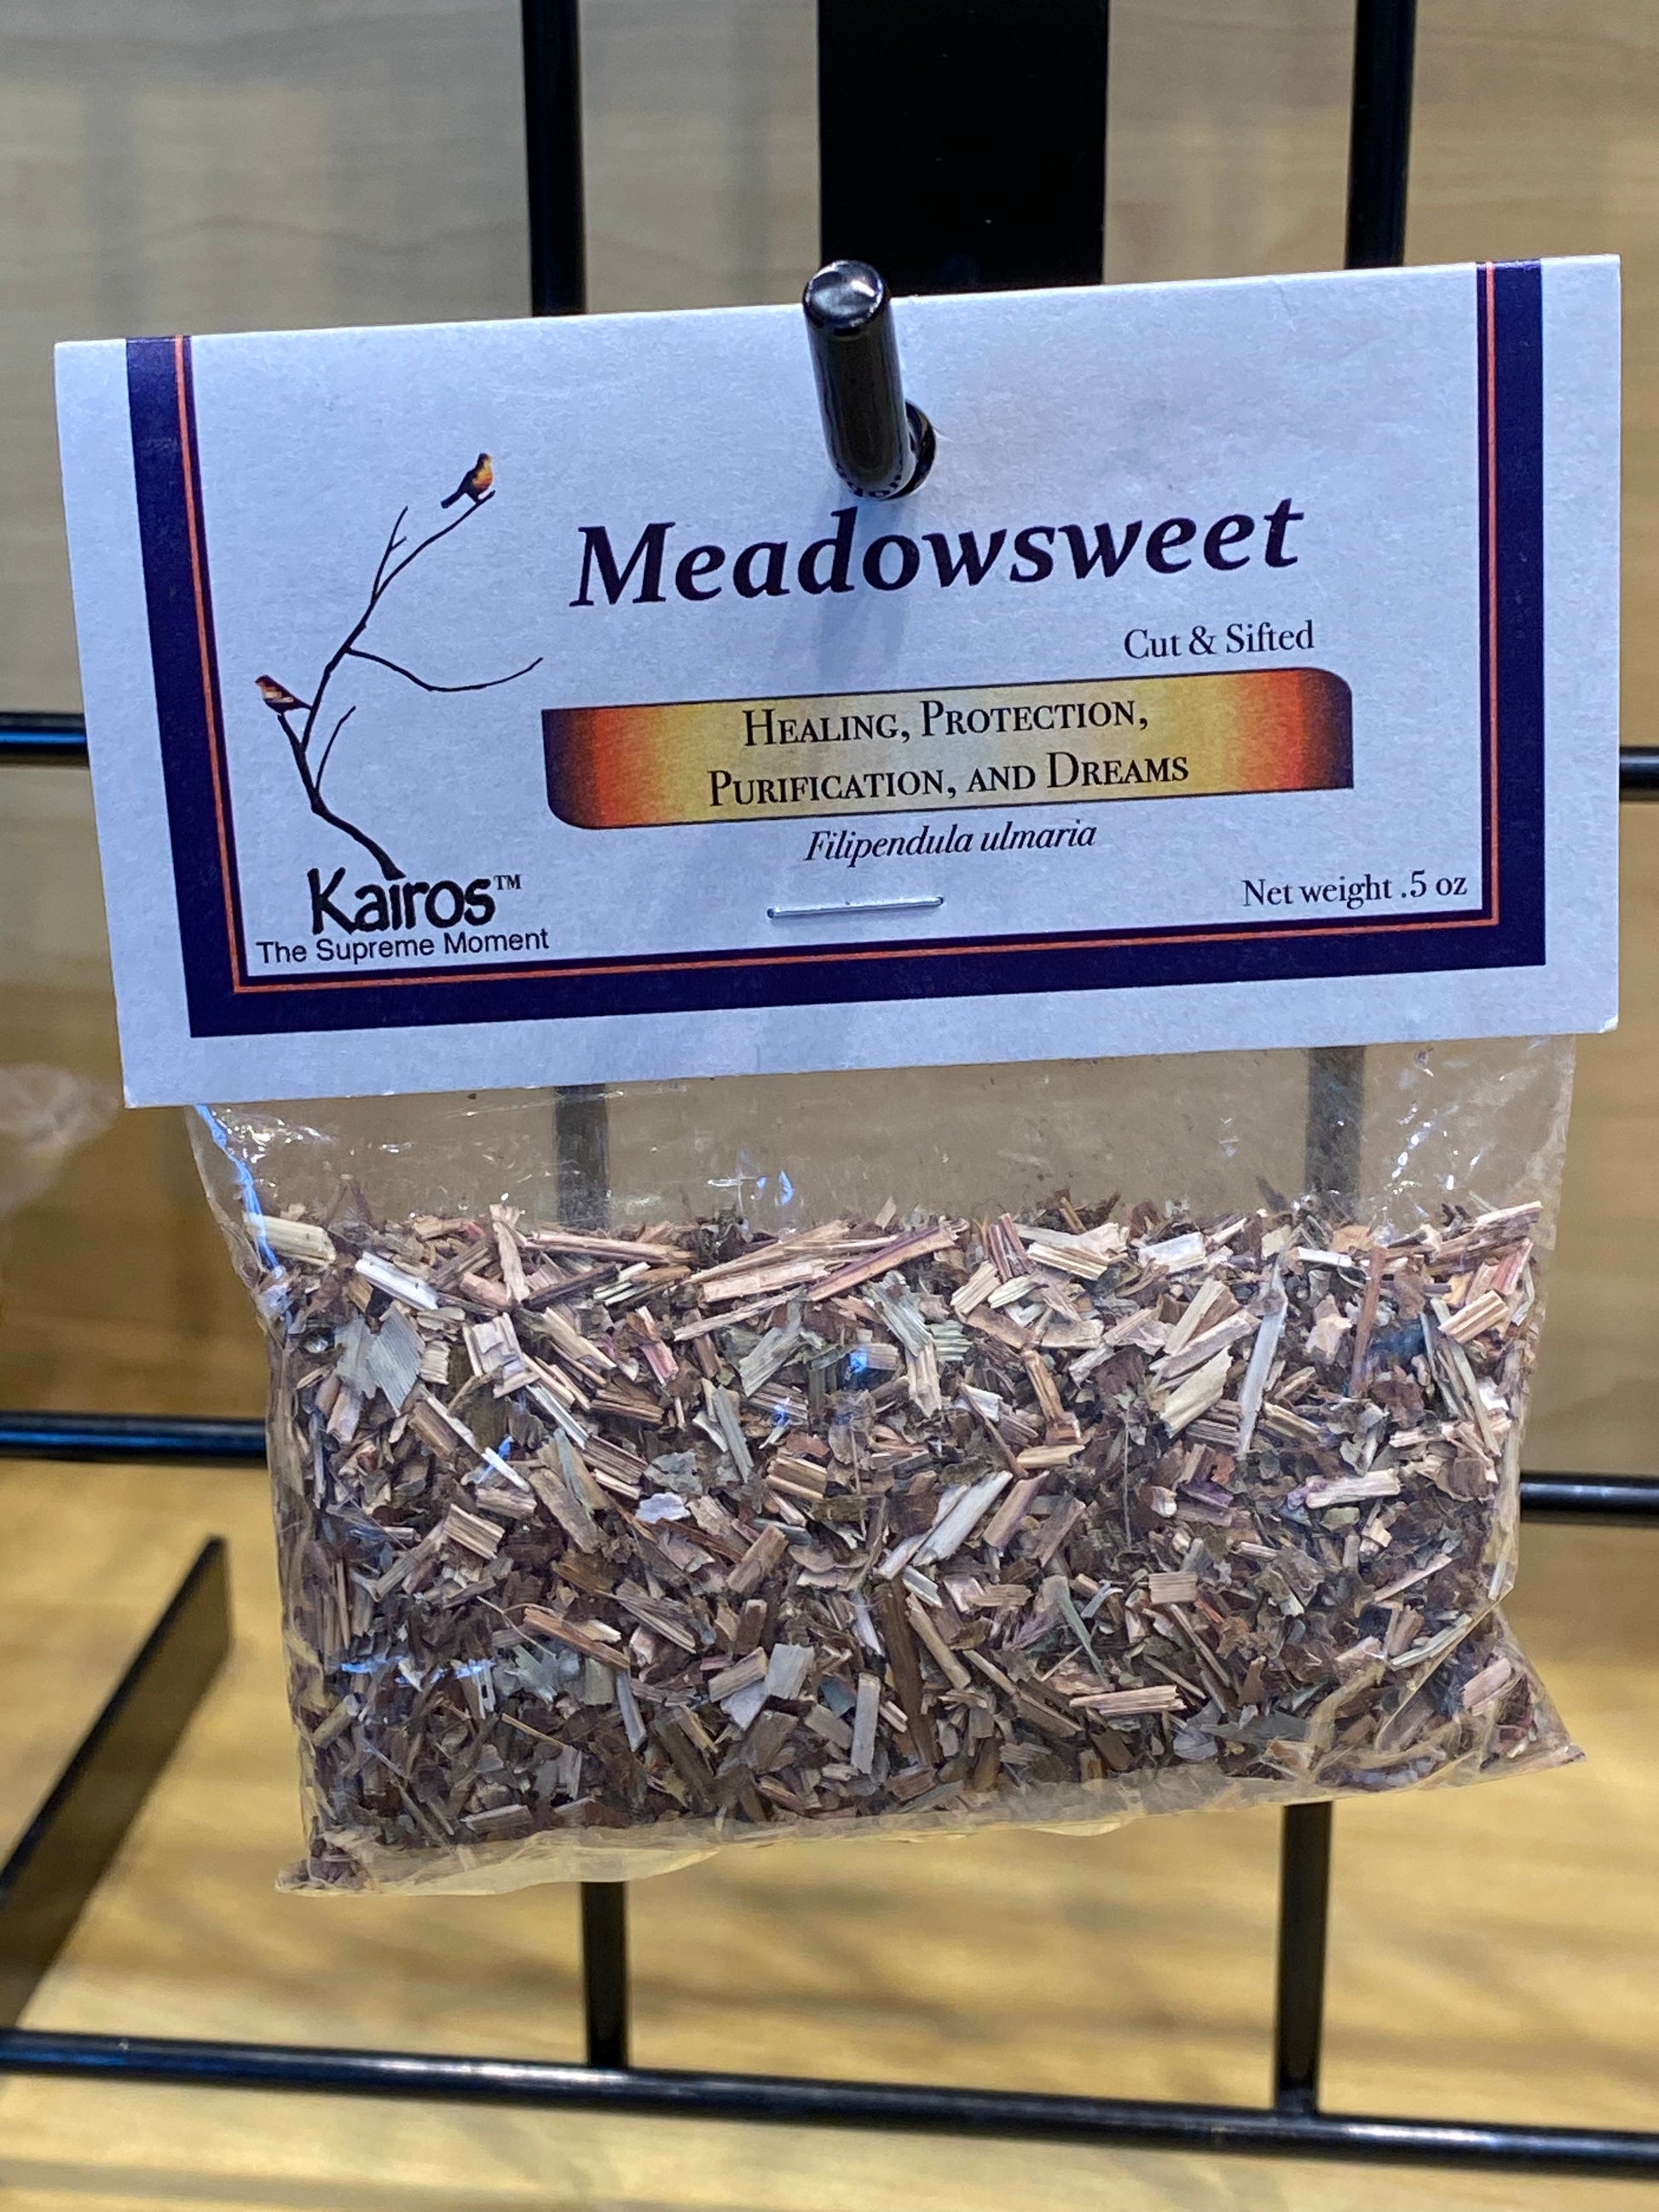 Meadowsweet
Cut & Sifted
HEALING, PROTECTION,
PURIFICATION, AND DREAMS
Filipendula ulmaria
Kairos™
The Supreme Moment
Net weight .5 oz